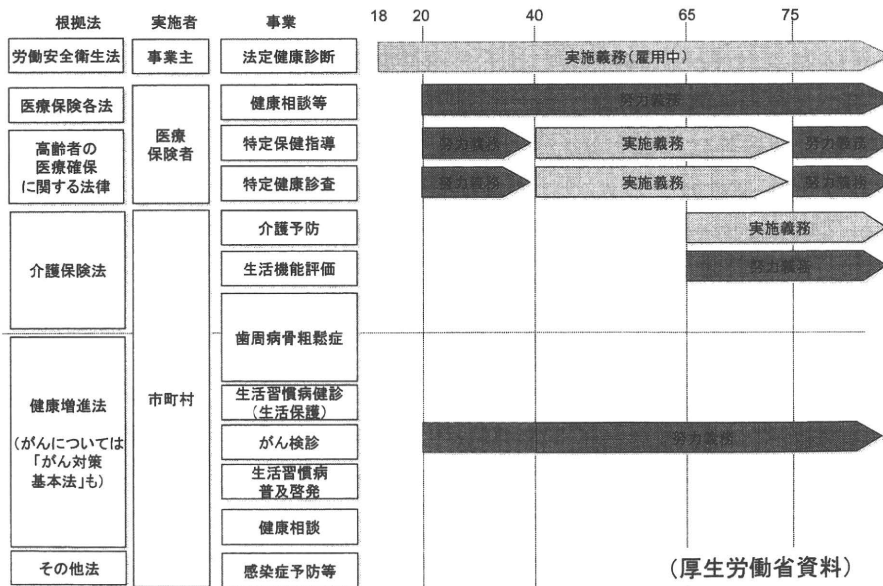 根拠法 実施者 事業 18 20 40 65 75
労働安全衛生法 事業主 法定健康診断 実施義務(雇用中)
医療保険各法 健康相談等 努力義務
医療
保険者
高齢者の
医療確保
に関する法律
特定保健指導 努力義務 実施義務 努力義務
特定健康診査 努力義務 実施義務 努力義務
介護保険法
市町村
介護予防 実施義務
生活機能評価 努力義務
歯周病骨粗鬆症
健康増進法
(がんについては
「がん対策
基本法」も)
生活習慣病健診
(生活保護)
がん検診 努力義務
生活習慣病
普及啓発
健康相談
その他法 感染症予防等
(厚生労働省資料)